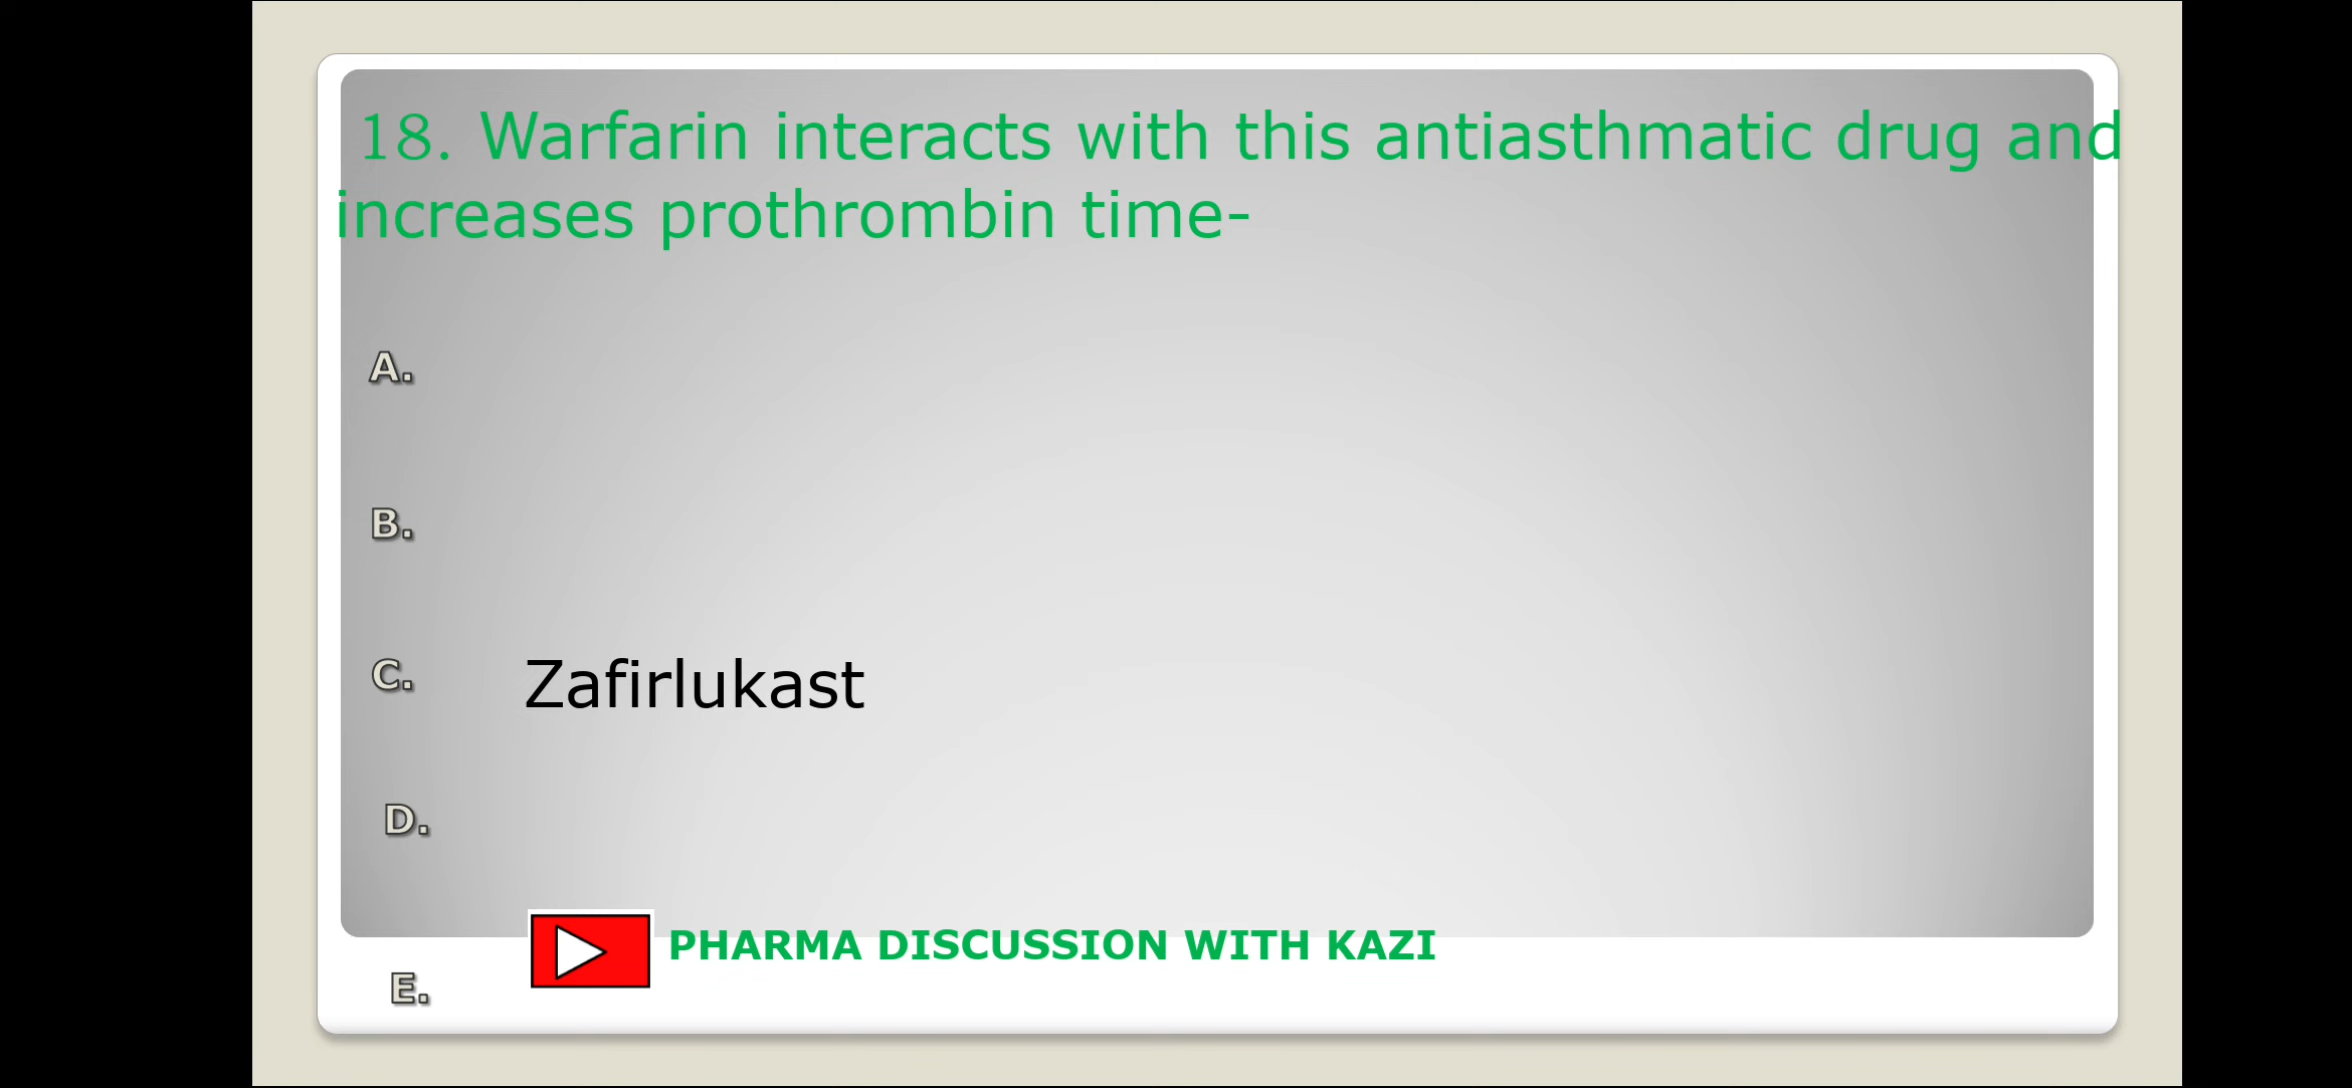 18. Warfarin interacts with this antiasthmatic drug and
increases prothrombin time-
A.
B.
C. Zafirlukast
D.
PHARMA DISCUSSION WITH KAZI
E.